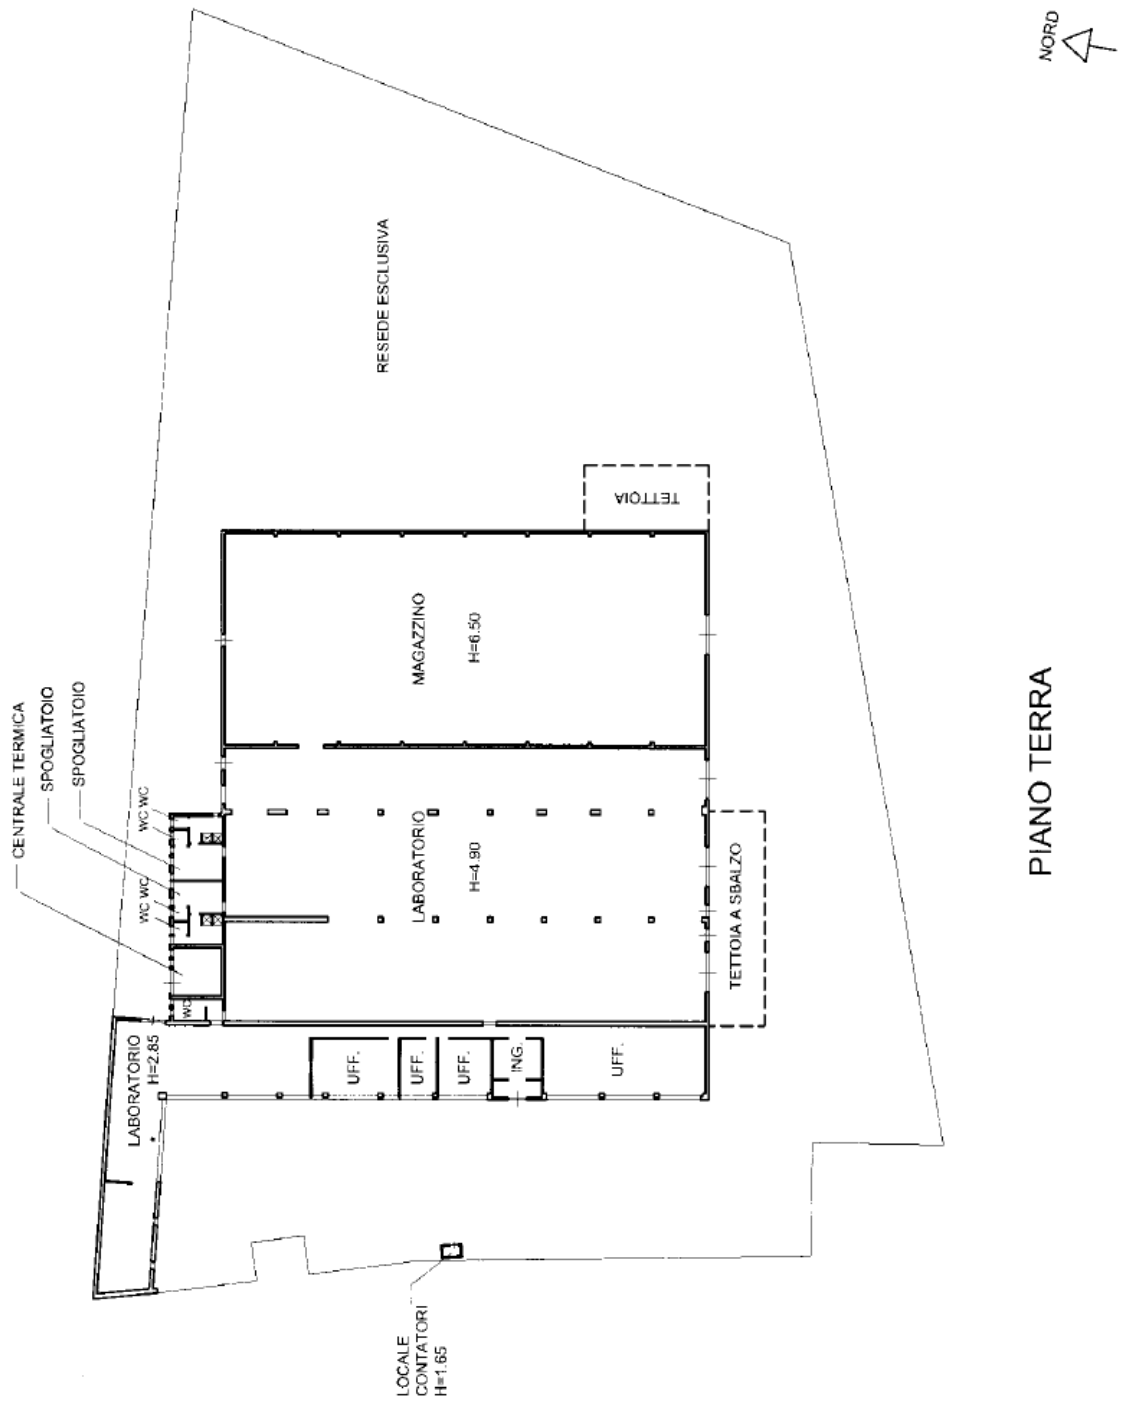 NORD
RESEDE ESCLUSIVA
TETTOIA
MAGAZZINO
H=6.50
CENTRALE TERMICA
SPOGLIATOIO
SPOGLIATOIO
WC WC
WC WC
WC
LABORATORIO
H=4.90
TETTOIA A SBALZO
LABORATORIO
H=2.85
UFF.
UFF.
UFF.
ING.
UFF.
LOCALE
CONTATORI
H=1.65
PIANO TERRA